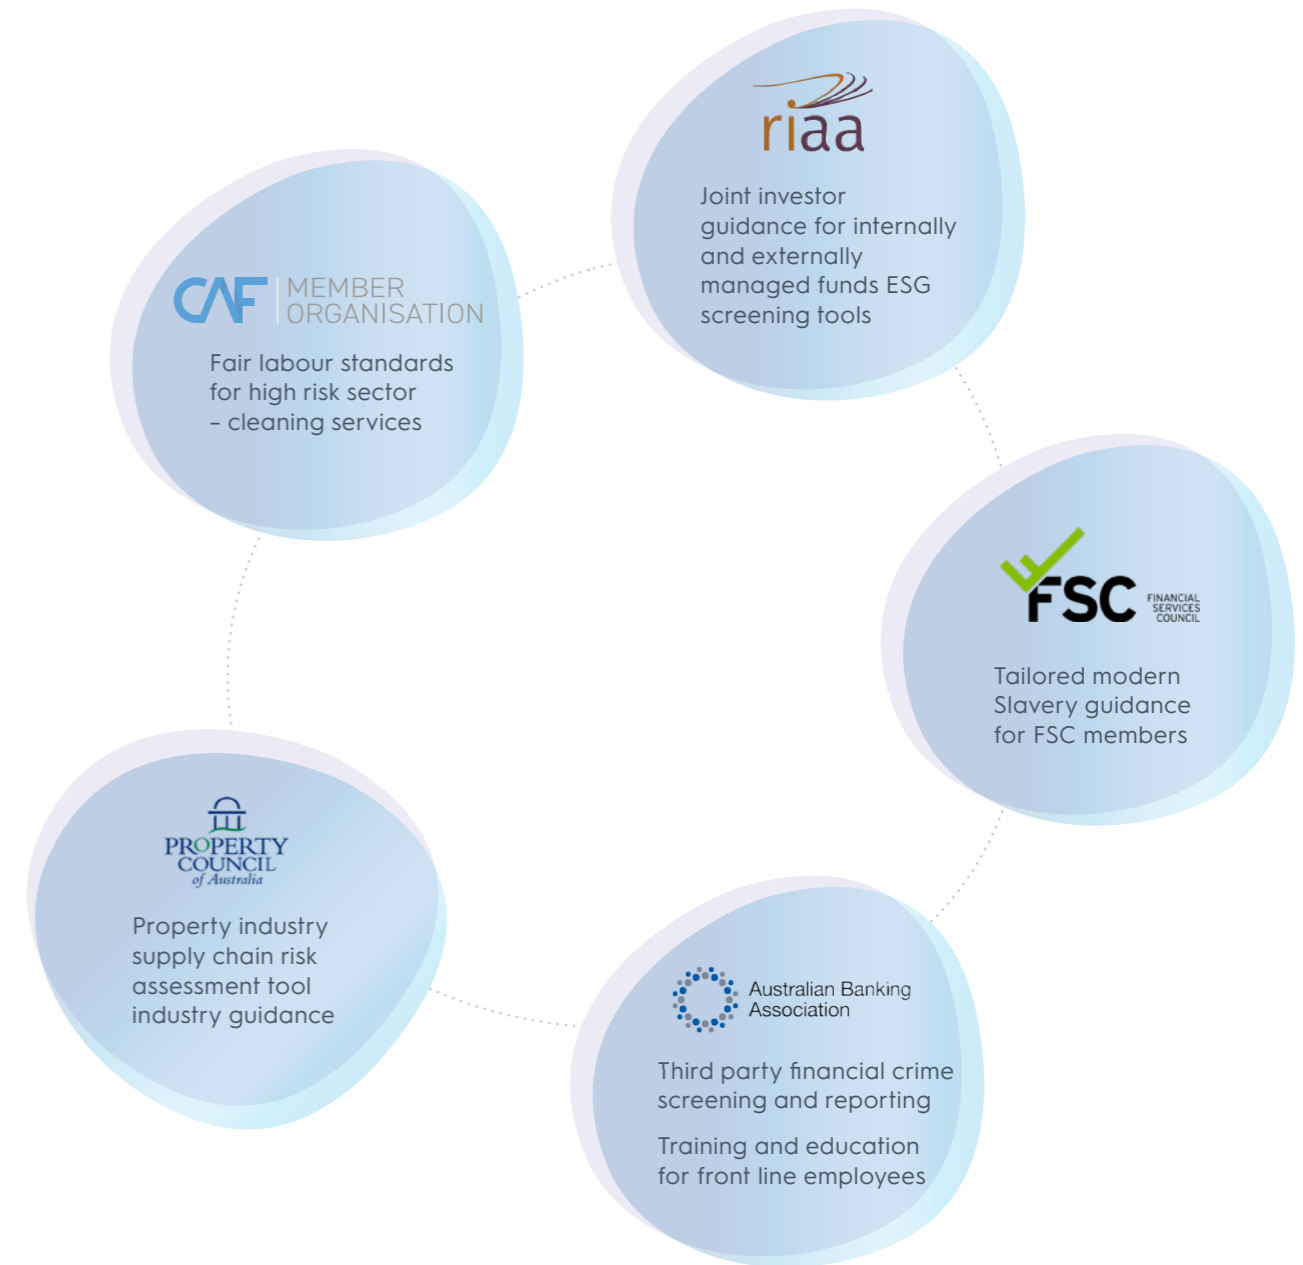 riaa
Joint investor
guidance for internally
and externally
managed funds ESG
screening tools
CAF MEMBER
ORGANISATION
Fair labour standards
for high risk sector
– cleaning services
FSC FINANCIAL
SERVICES
COUNCIL
Tailored modern
Slavery guidance
for FSC members
PROPERTY
COUNCIL
of Australia
Property industry
supply chain risk
assessment tool
industry guidance
Australian Banking
Association
Third party financial crime
screening and reporting
Training and education
for front line employees